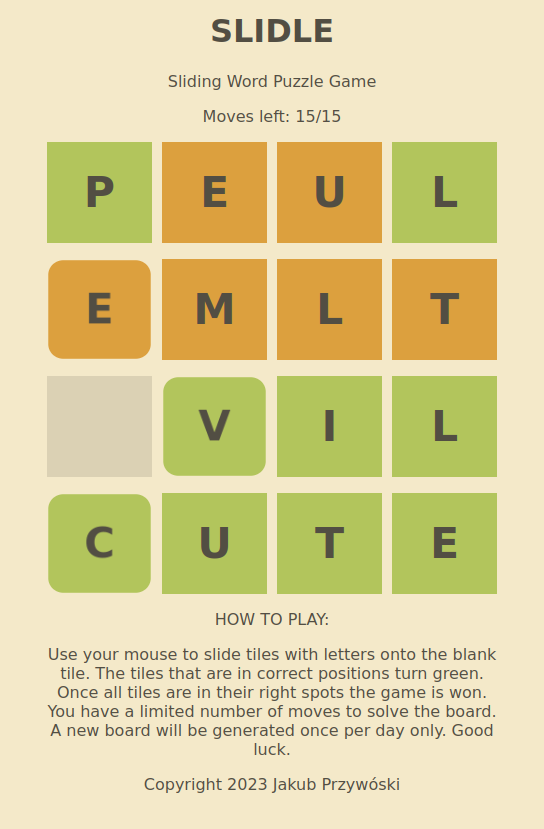 SLIDLE
Sliding Word Puzzle Game
Moves left: 15/15
P E U L
E M L T
V I L
C U T E
HOW TO PLAY:
Use your mouse to slide tiles with letters onto the blank
tile. The tiles that are in correct positions turn green.
Once all tiles are in their right spots the game is won.
You have a limited number of moves to solve the board.
A new board will be generated once per day only. Good
luck.
Copyright 2023 Jakub Przywóski